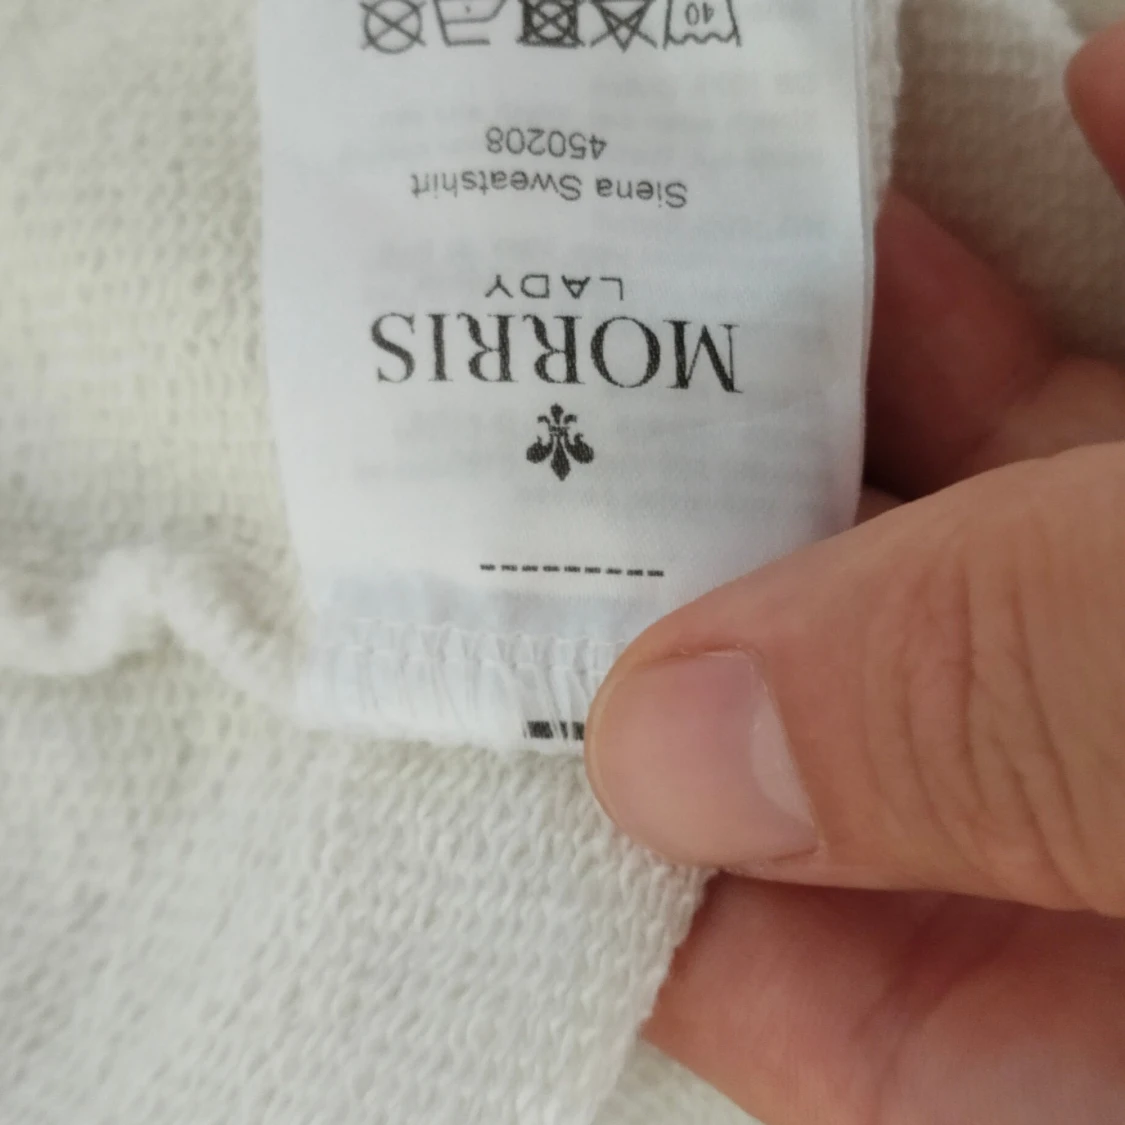 MORRIS
LADY
Siena Sweatshirt
450208
40